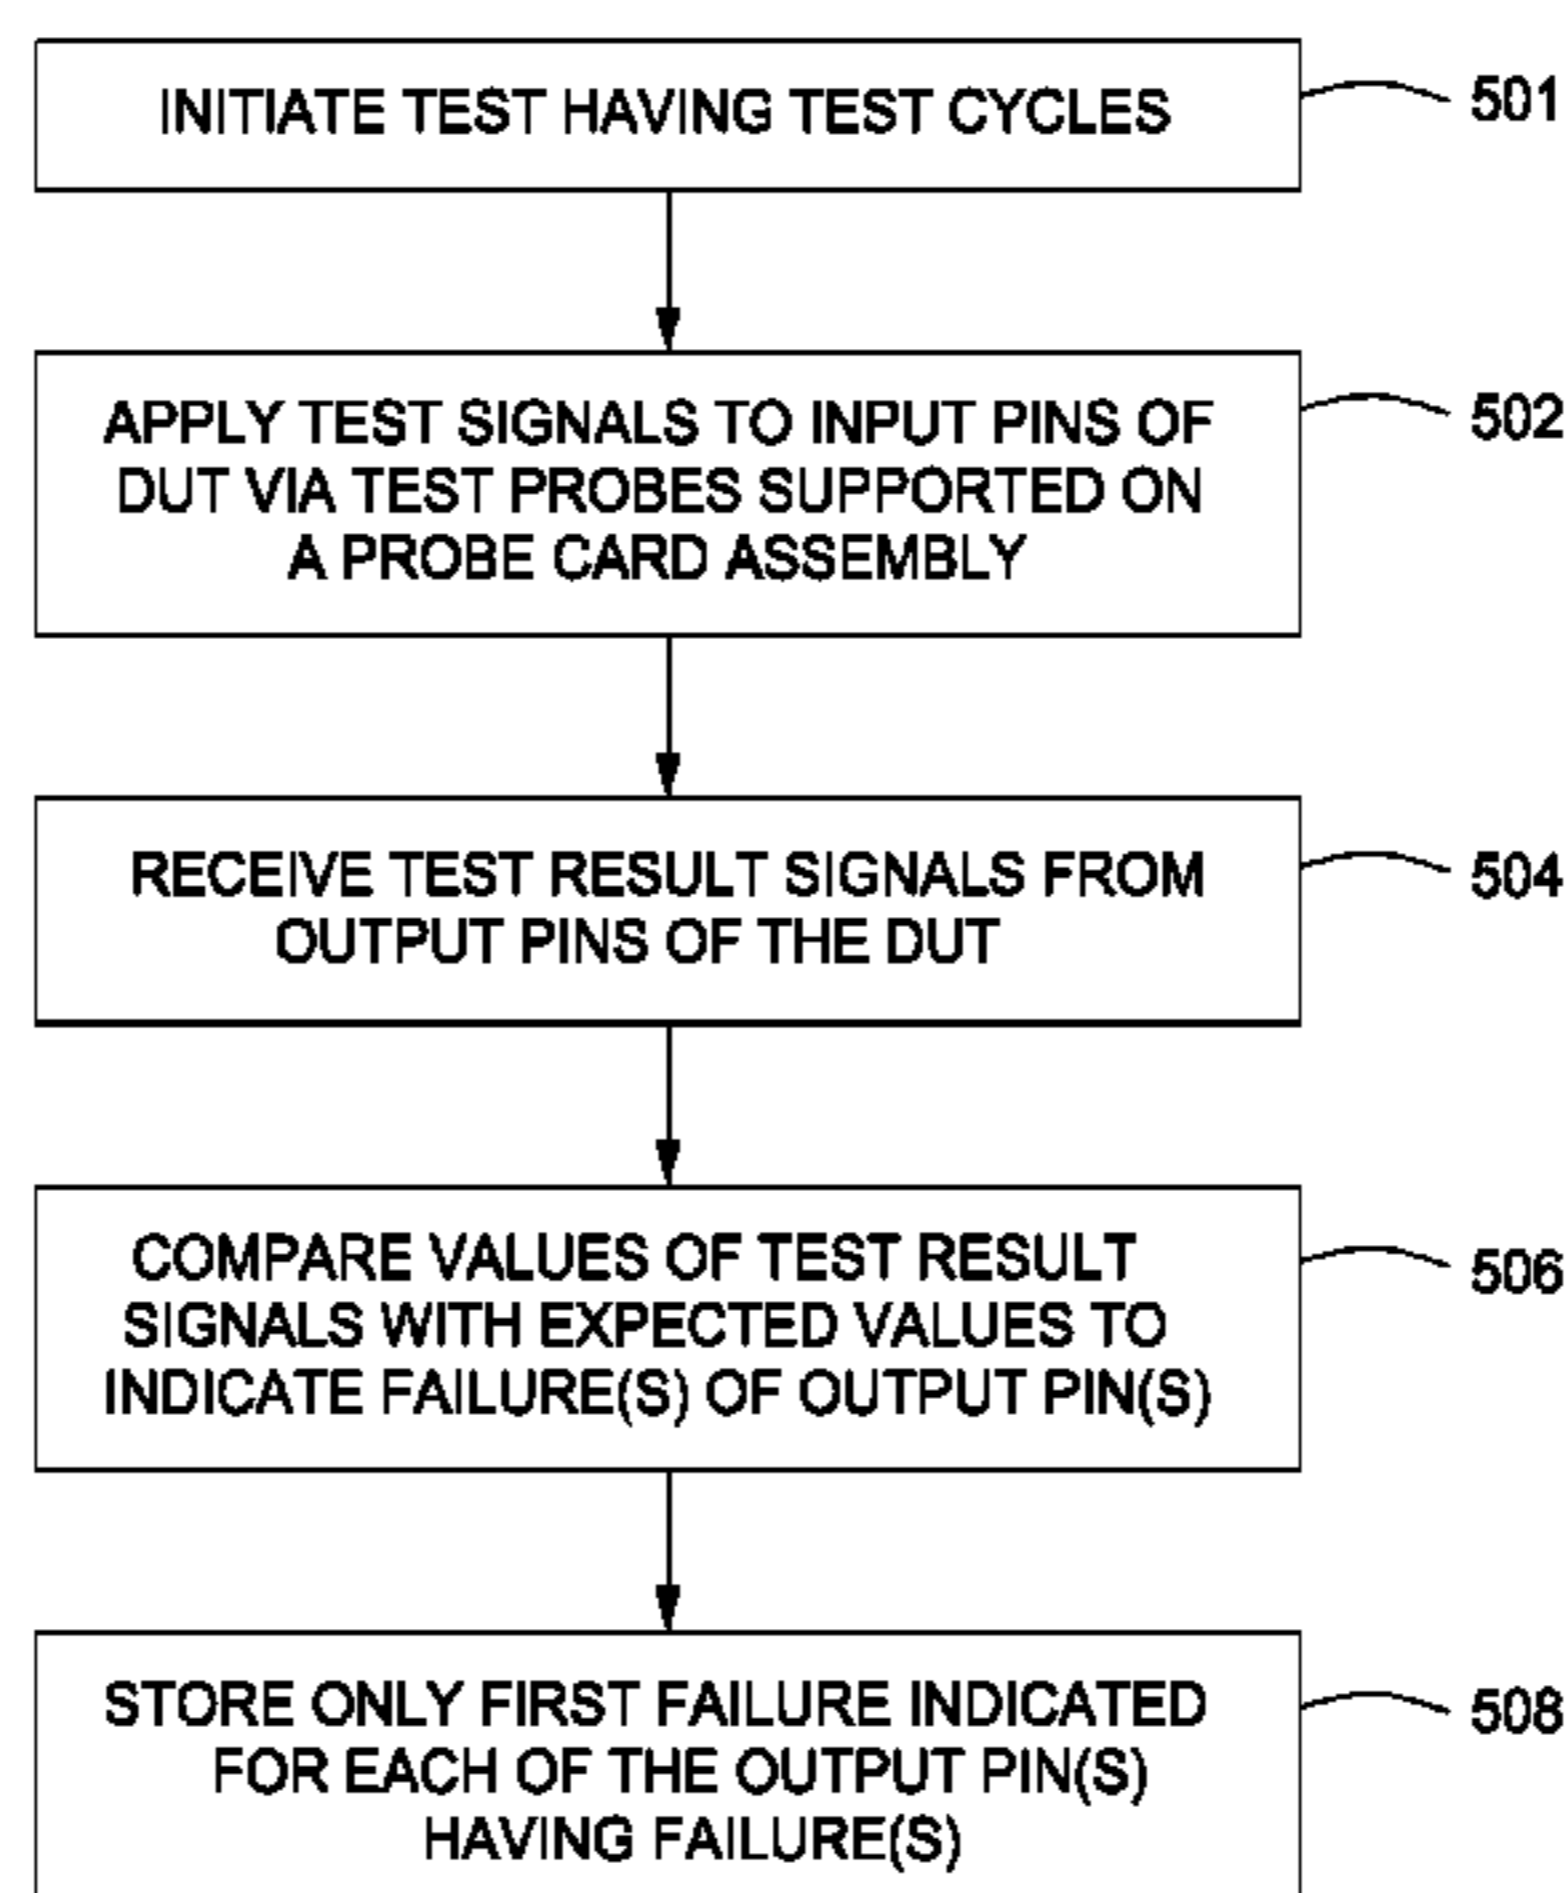 INITIATE TEST HAVING TEST CYCLES
501
APPLY TEST SIGNALS TO INPUT PINS OF
DUT VIA TEST PROBES SUPPORTED ON
A PROBE CARD ASSEMBLY
502
RECEIVE TEST RESULT SIGNALS FROM
OUTPUT PINS OF THE DUT
504
COMPARE VALUES OF TEST RESULT
SIGNALS WITH EXPECTED VALUES TO
INDICATE FAILURE(S) OF OUTPUT PIN(S)
506
STORE ONLY FIRST FAILURE INDICATED
FOR EACH OF THE OUTPUT PIN(S)
HAVING FAILURE(S)
508